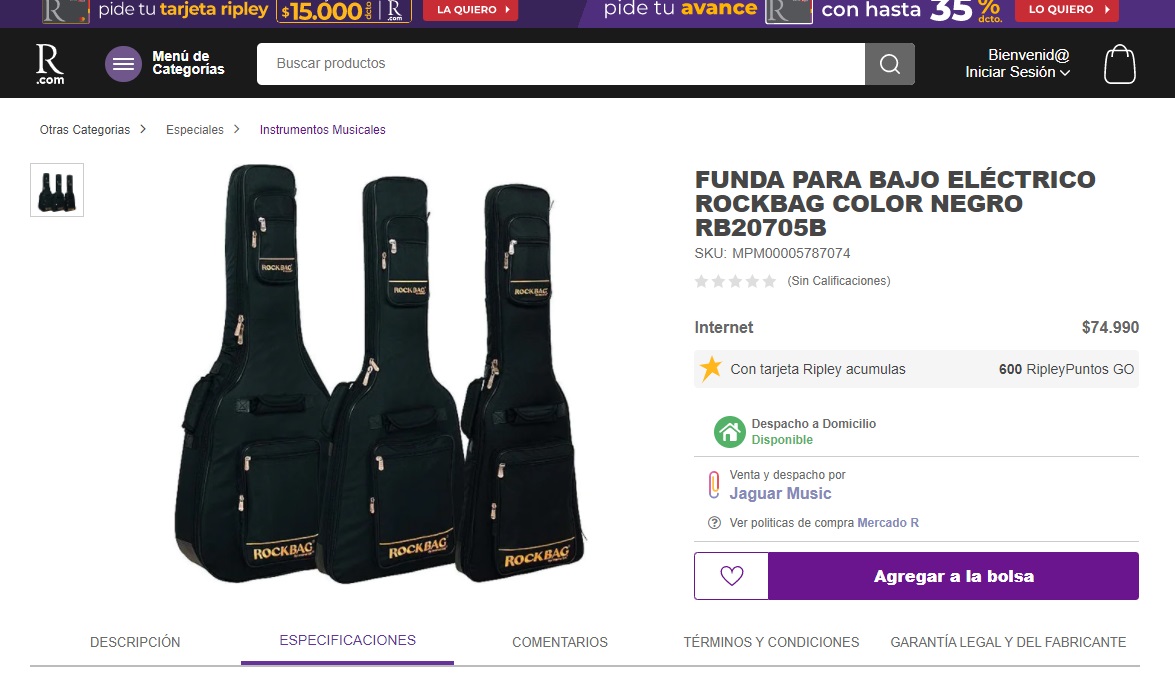 pide tu tarjeta ripley
$15.000 dcto.
R
.com
LA QUIERO
pide tu avance
R
con hasta 35% dcto.
LO QUIERO
R
.com
Menú de
Categorías
Buscar productos
Bienvenid@
Iniciar Sesión
Otras Categorias > Especiales > Instrumentos Musicales
FUNDA PARA BAJO ELÉCTRICO
ROCKBAG COLOR NEGRO
RB20705B
SKU: MPM00005787074
(Sin Calificaciones)
Internet $74.990
Con tarjeta Ripley acumulas 600 RipleyPuntos GO
Despacho a Domicilio
Disponible
Venta y despacho por
Jaguar Music
Ver politicas de compra Mercado R
Agregar a la bolsa
ROCKBAG
ROCKBAG
ROCKBAG
ROCKBAG
ROCKBAG
ROCKBAG
DESCRIPCIÓN ESPECIFICACIONES COMENTARIOS TÉRMINOS Y CONDICIONES GARANTÍA LEGAL Y DEL FABRICANTE